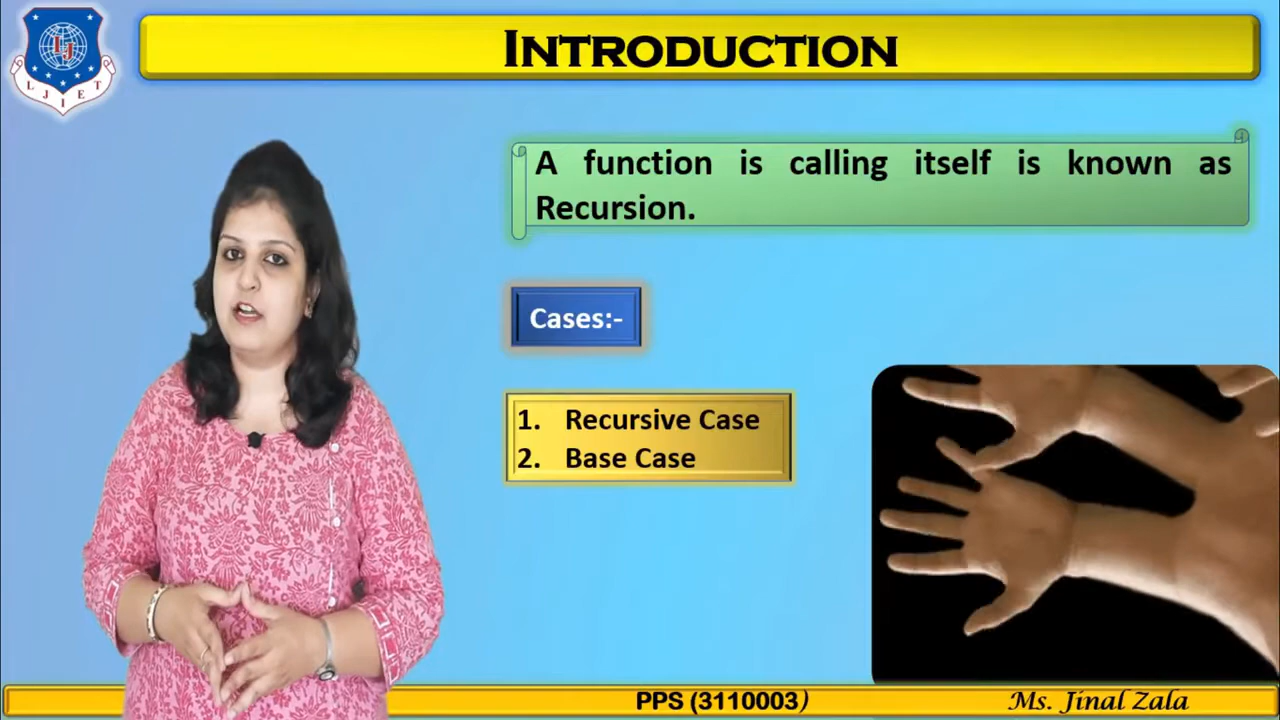 INTRODUCTION
LJIET
A function is calling itself is known as
Recursion.
Cases:-
1. Recursive Case
2. Base Case
PPS (3110003)
Ms. Jinal Zala